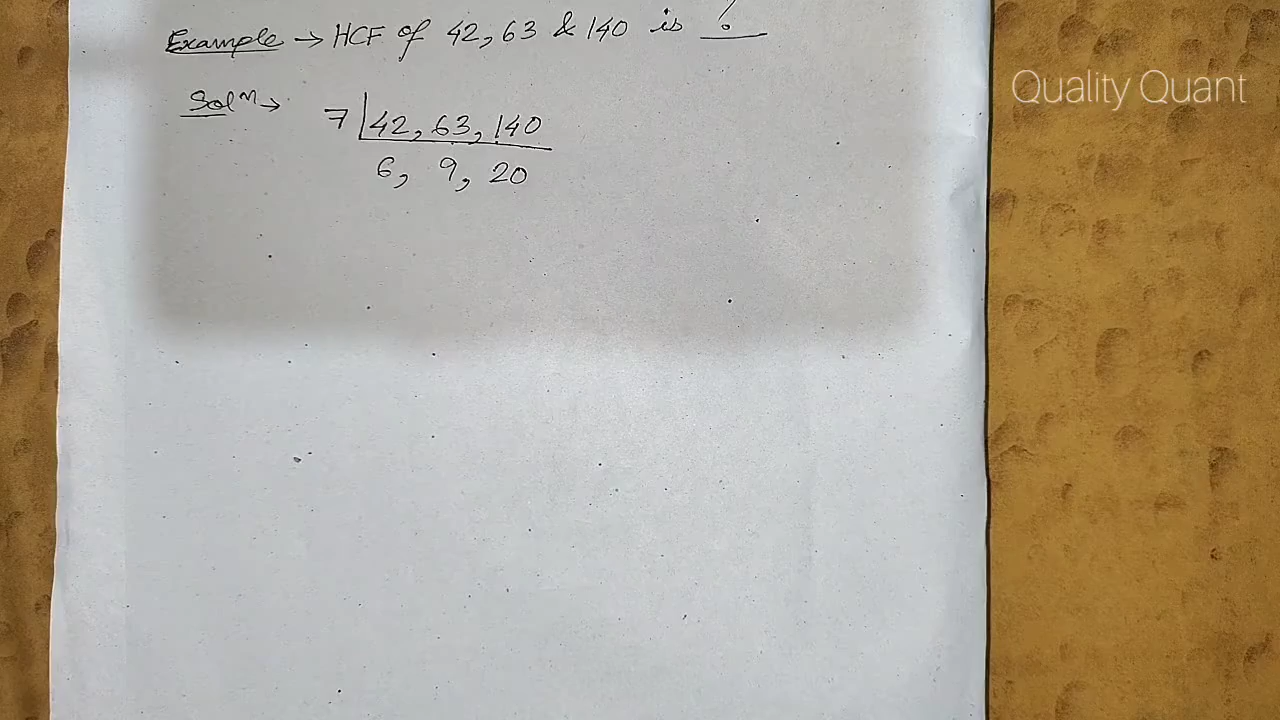 Example → HCF of 42, 63 & 140 is ?
Quality Quant
Solⁿ →
7 | 42, 63, 140
6, 9, 20